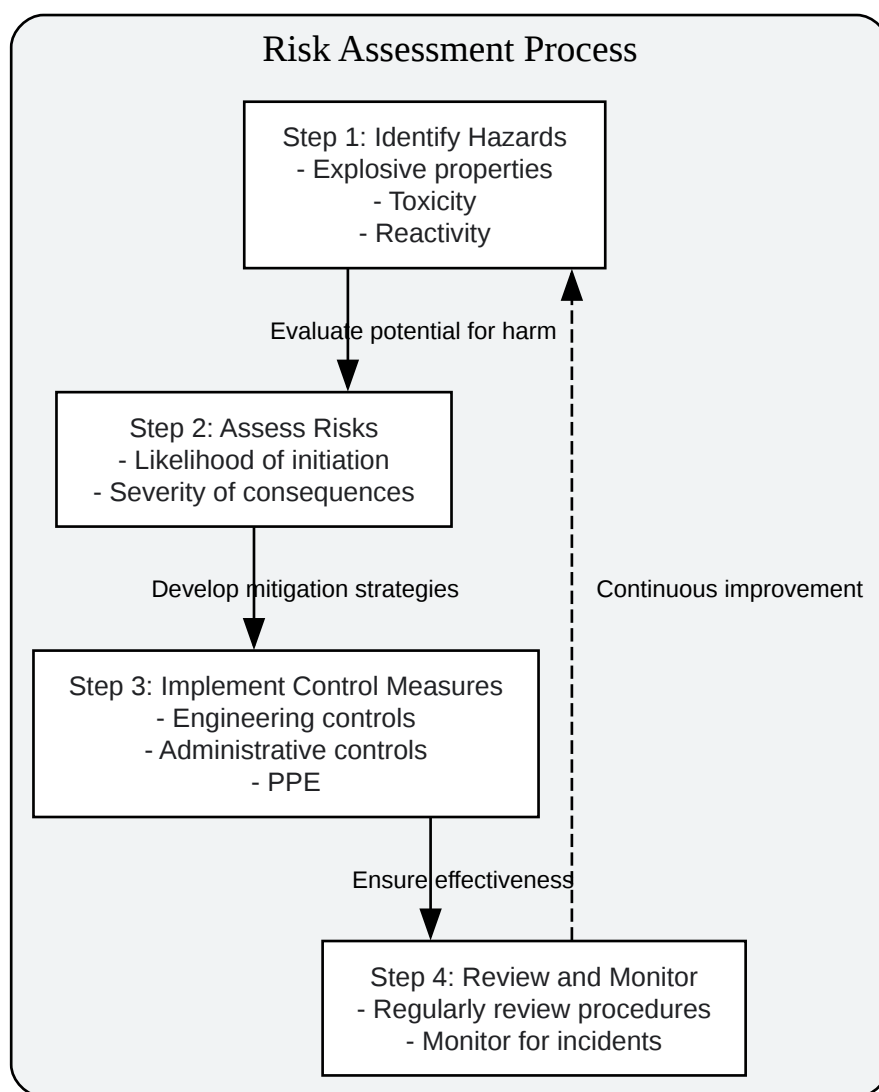 Risk Assessment Process
Step 1: Identify Hazards
- Explosive properties
- Toxicity
- Reactivity
Evaluate potential for harm
Step 2: Assess Risks
- Likelihood of initiation
- Severity of consequences
Develop mitigation strategies
Continuous improvement
Step 3: Implement Control Measures
- Engineering controls
- Administrative controls
- PPE
Ensure effectiveness
Step 4: Review and Monitor
- Regularly review procedures
- Monitor for incidents